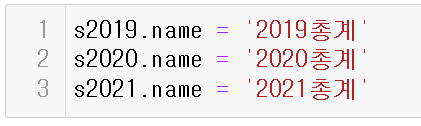 1 s2019.name = '2019총계'
2 s2020.name = '2020총계'
3 s2021.name = '2021총계'